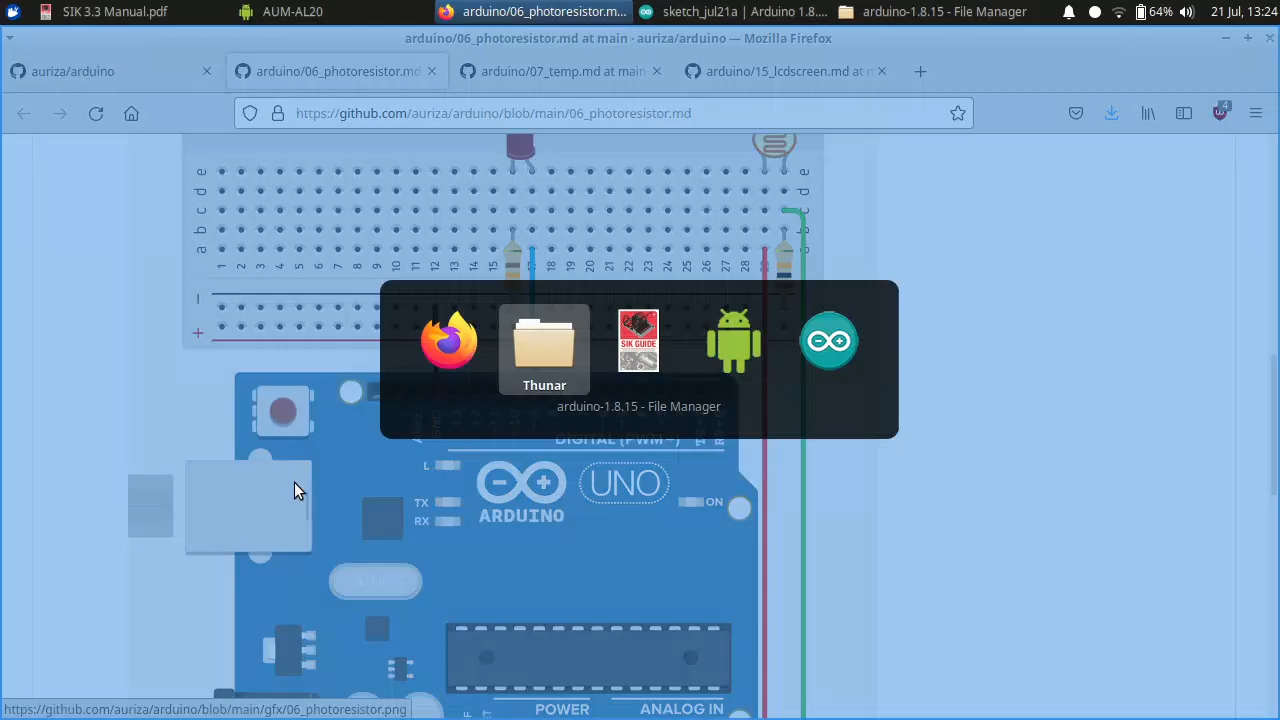 SIK 3.3 Manual.pdf
AUM-AL20
arduino/06_photoresistor.m...
sketch_jul21a | Arduino 1.8....
arduino-1.8.15 - File Manager
64%
21 Jul, 13:24
arduino/06_photoresistor.md at main · auriza/arduino — Mozilla Firefox
auriza/arduino
arduino/06_photoresistor.md
arduino/07_temp.md at main
arduino/15_lcdscreen.md at m
https://github.com/auriza/arduino/blob/main/06_photoresistor.md
4
e
d
c
b
a
e
d
c
b
a
1 2 3 4 5 6 7 8 9 10 11 12 13 14 15 18 19 20 21 22 23 24 25 26 27 28
SIK GUIDE
Thunar
arduino-1.8.15 - File Manager
DIGITAL (PWM~)
L
TX
RX
ARDUINO
UNO
ON
POWER
ANALOG IN
https://github.com/auriza/arduino/blob/main/gfx/06_photoresistor.png